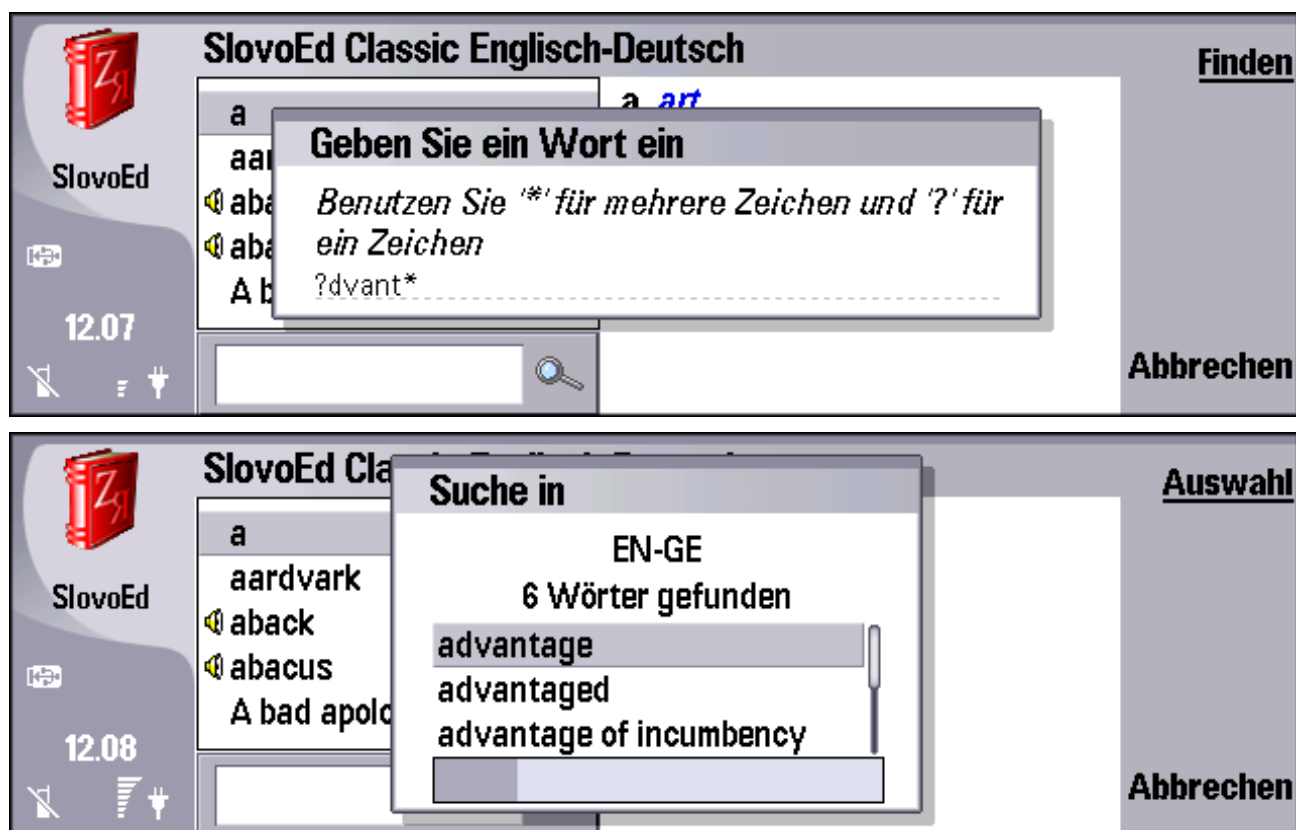 SlovoEd Classic Englisch-Deutsch
Finden
a
a art
Geben Sie ein Wort ein
SlovoEd
Benutzen Sie '*' für mehrere Zeichen und '?' für
ein Zeichen
?dvant*
12.07
Abbrechen
SlovoEd
Suche in
Auswahl
a
EN-GE
aardvark
6 Wörter gefunden
SlovoEd
aback
advantage
abacus
advantaged
A bad
advantage of incumbency
12.08
Abbrechen